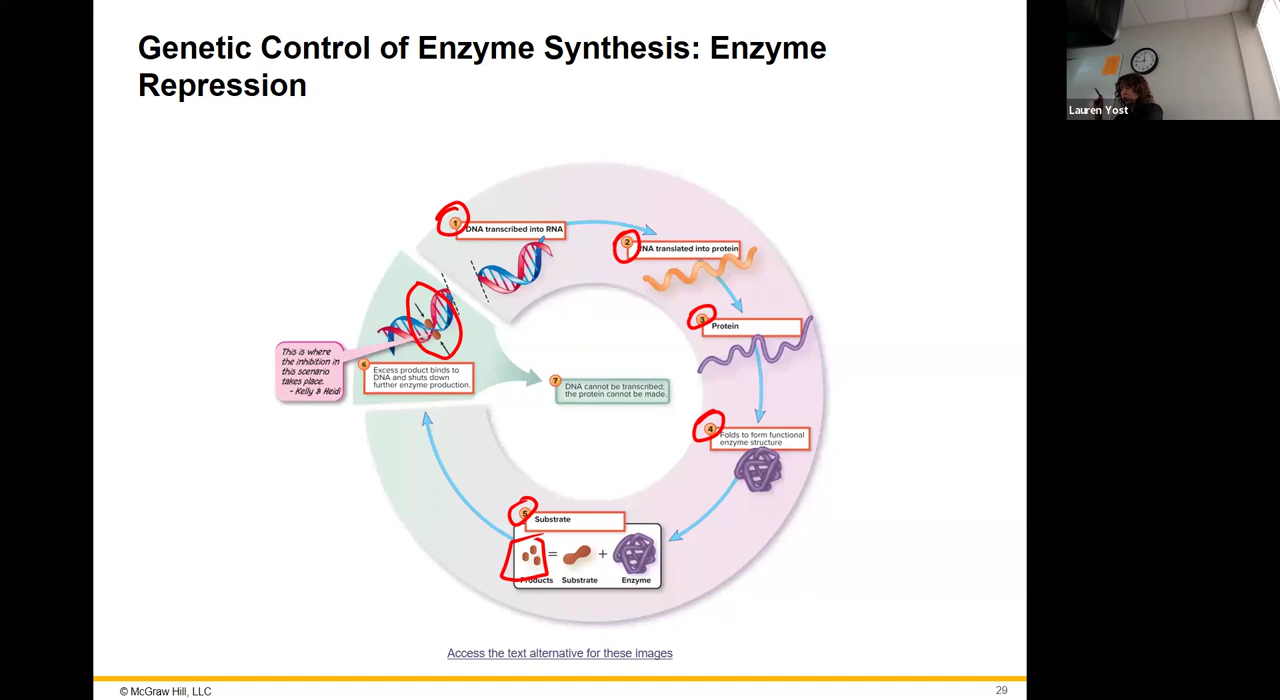 Genetic Control of Enzyme Synthesis: Enzyme
Repression
Lauren Yost
1
DNA transcribed into RNA
2
RNA translated into protein
3
Protein
4
Folds to form functional
enzyme structure
5
Substrate
=
+
Products Substrate Enzyme
6
Excess product binds to
DNA and shuts down
further enzyme production.
This is where
the inhibition in
this scenario
takes place.
- Kelly & Heidi
7
DNA cannot be transcribed;
the protein cannot be made.
Access the text alternative for these images
© McGraw Hill, LLC
29